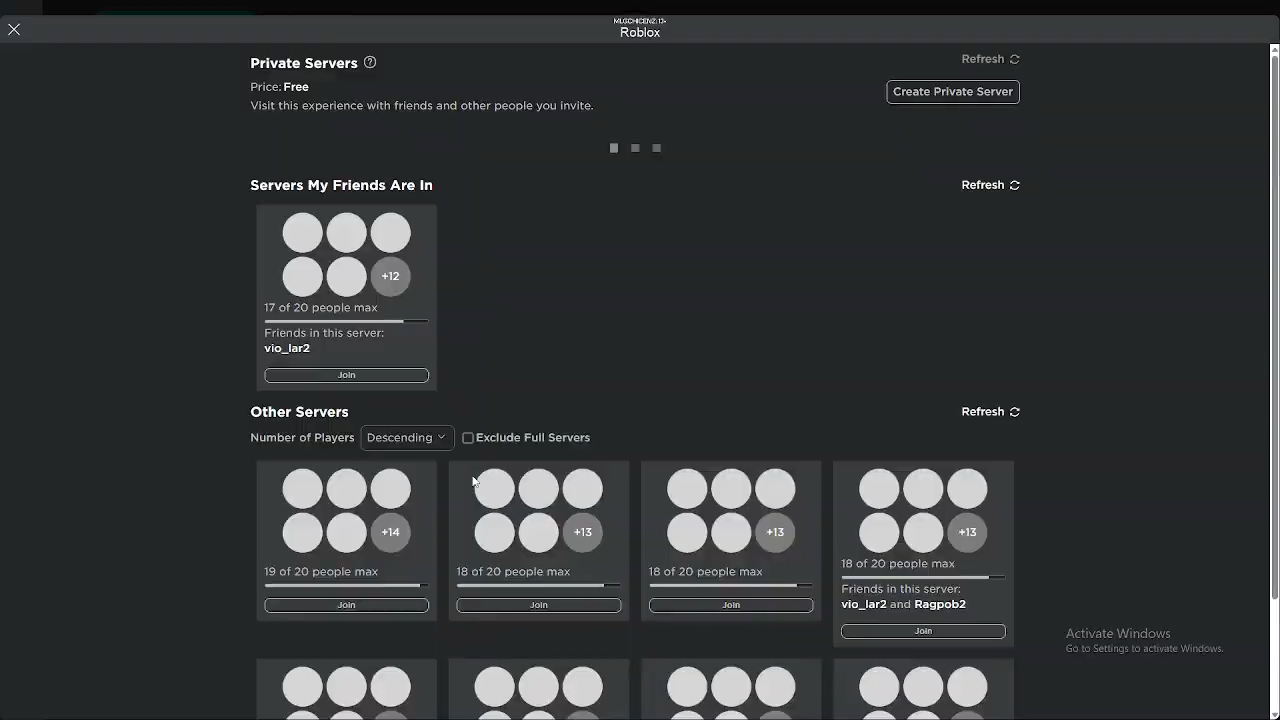 MLGCHICENZ: 13+
Roblox
Private Servers
Refresh
Price: Free
Create Private Server
Visit this experience with friends and other people you invite.
Servers My Friends Are In
Refresh
+12
17 of 20 people max
Friends in this server:
vio_lar2
Join
Other Servers
Refresh
Number of Players Descending Exclude Full Servers
+14 +13 +13 +13
19 of 20 people max 18 of 20 people max 18 of 20 people max 18 of 20 people max
Friends in this server:
vio_lar2 and Ragpob2
Join Join Join Join
Activate Windows
Go to Settings to activate Windows.